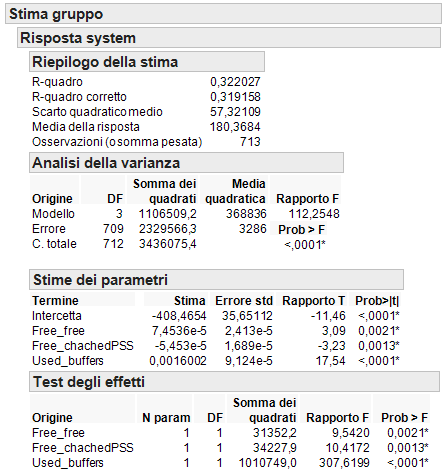 Stima gruppo
Risposta system
Riepilogo della stima
R-quadro 0,322027
R-quadro corretto 0,319158
Scarto quadratico medio 57,32109
Media della risposta 180,3684
Osservazioni (o somma pesata) 713
Analisi della varianza
Somma dei Media
Origine DF quadrati quadratica Rapporto F
Modello 3 1106509,2 368836 112,2548
Errore 709 2329566,3 3286 Prob > F
C. totale 712 3436075,4 <,0001*
Stime dei parametri
Termine Stima Errore std Rapporto T Prob>|t|
Intercetta -408,4654 35,65112 -11,46 <,0001*
Free_free 7,4536e-5 2,413e-5 3,09 0,0021*
Free_chachedPSS -5,453e-5 1,689e-5 -3,23 0,0013*
Used_buffers 0,0016002 9,124e-5 17,54 <,0001*
Test degli effetti
Somma dei
Origine N param DF quadrati Rapporto F Prob > F
Free_free 1 1 31352,2 9,5420 0,0021*
Free_chachedPSS 1 1 34227,9 10,4172 0,0013*
Used_buffers 1 1 1010749,0 307,6199 <,0001*